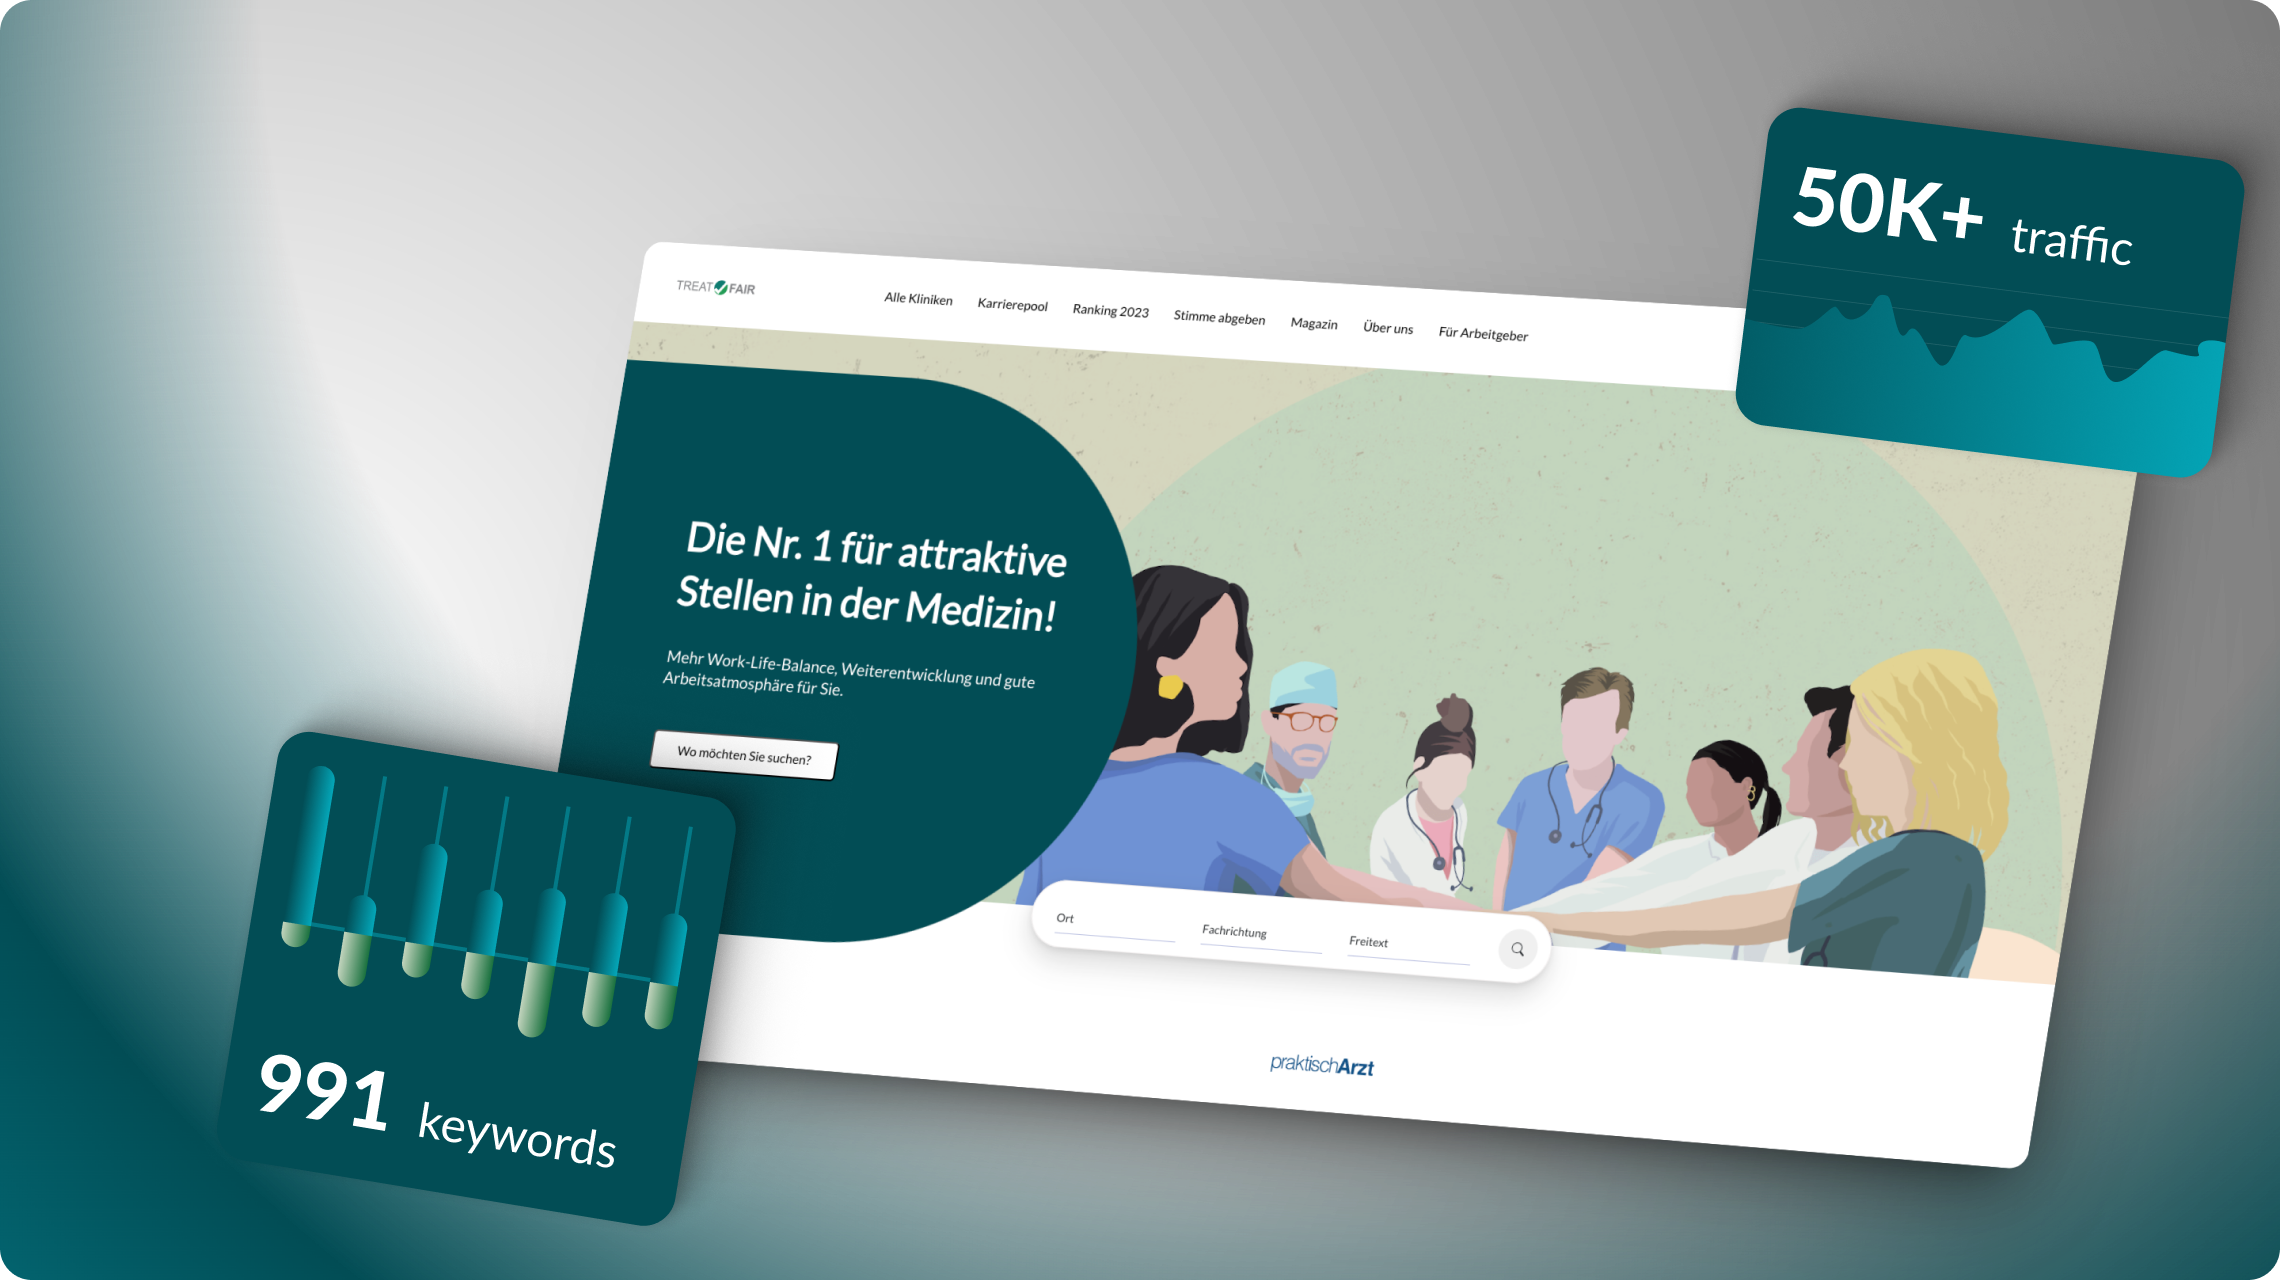 50K+ traffic
TREAT FAIR
Alle Kliniken Karrierepool Ranking 2023 Stimme abgeben Magazin Über uns Für Arbeitgeber
Die Nr. 1 für attraktive
Stellen in der Medizin!
Mehr Work-Life-Balance, Weiterentwicklung und gute
Arbeitsatmosphäre für Sie.
Wo möchten Sie suchen?
Ort Fachrichtung Freitext
praktischArzt
991 keywords